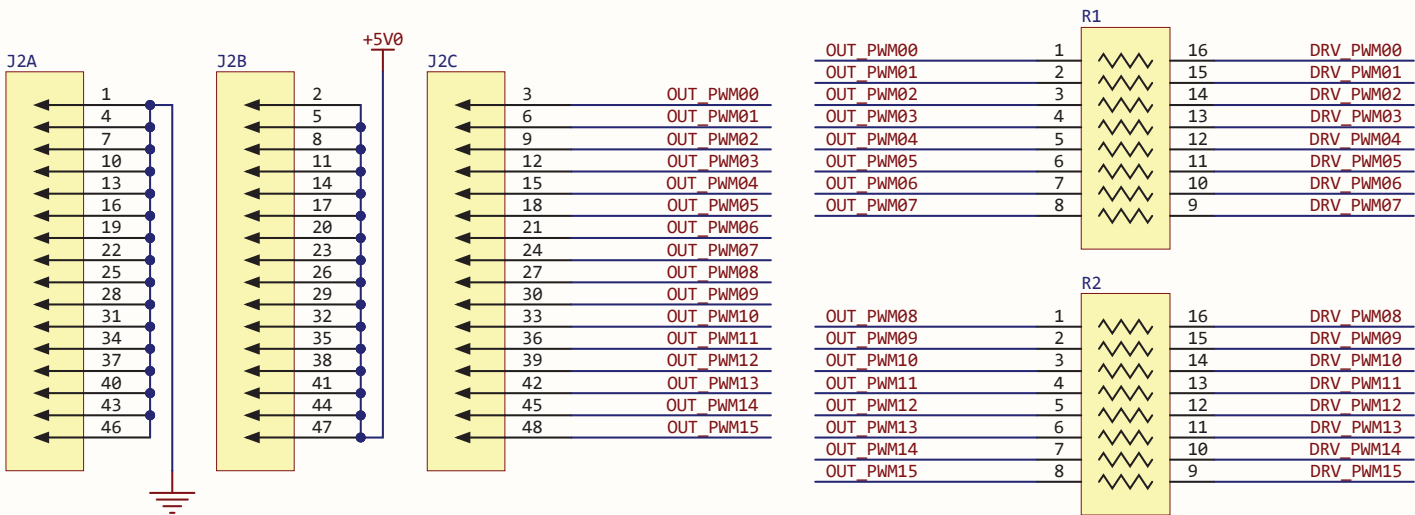 +5V0
J2A
1
4
7
10
13
16
19
22
25
28
31
34
37
40
43
46
J2B
2
5
8
11
14
17
20
23
26
29
32
35
38
41
44
47
J2C
3 OUT_PWM00
6 OUT_PWM01
9 OUT_PWM02
12 OUT_PWM03
15 OUT_PWM04
18 OUT_PWM05
21 OUT_PWM06
24 OUT_PWM07
27 OUT_PWM08
30 OUT_PWM09
33 OUT_PWM10
36 OUT_PWM11
39 OUT_PWM12
42 OUT_PWM13
45 OUT_PWM14
48 OUT_PWM15
R1
OUT_PWM00 1 16 DRV_PWM00
OUT_PWM01 2 15 DRV_PWM01
OUT_PWM02 3 14 DRV_PWM02
OUT_PWM03 4 13 DRV_PWM03
OUT_PWM04 5 12 DRV_PWM04
OUT_PWM05 6 11 DRV_PWM05
OUT_PWM06 7 10 DRV_PWM06
OUT_PWM07 8 9 DRV_PWM07
R2
OUT_PWM08 1 16 DRV_PWM08
OUT_PWM09 2 15 DRV_PWM09
OUT_PWM10 3 14 DRV_PWM10
OUT_PWM11 4 13 DRV_PWM11
OUT_PWM12 5 12 DRV_PWM12
OUT_PWM13 6 11 DRV_PWM13
OUT_PWM14 7 10 DRV_PWM14
OUT_PWM15 8 9 DRV_PWM15